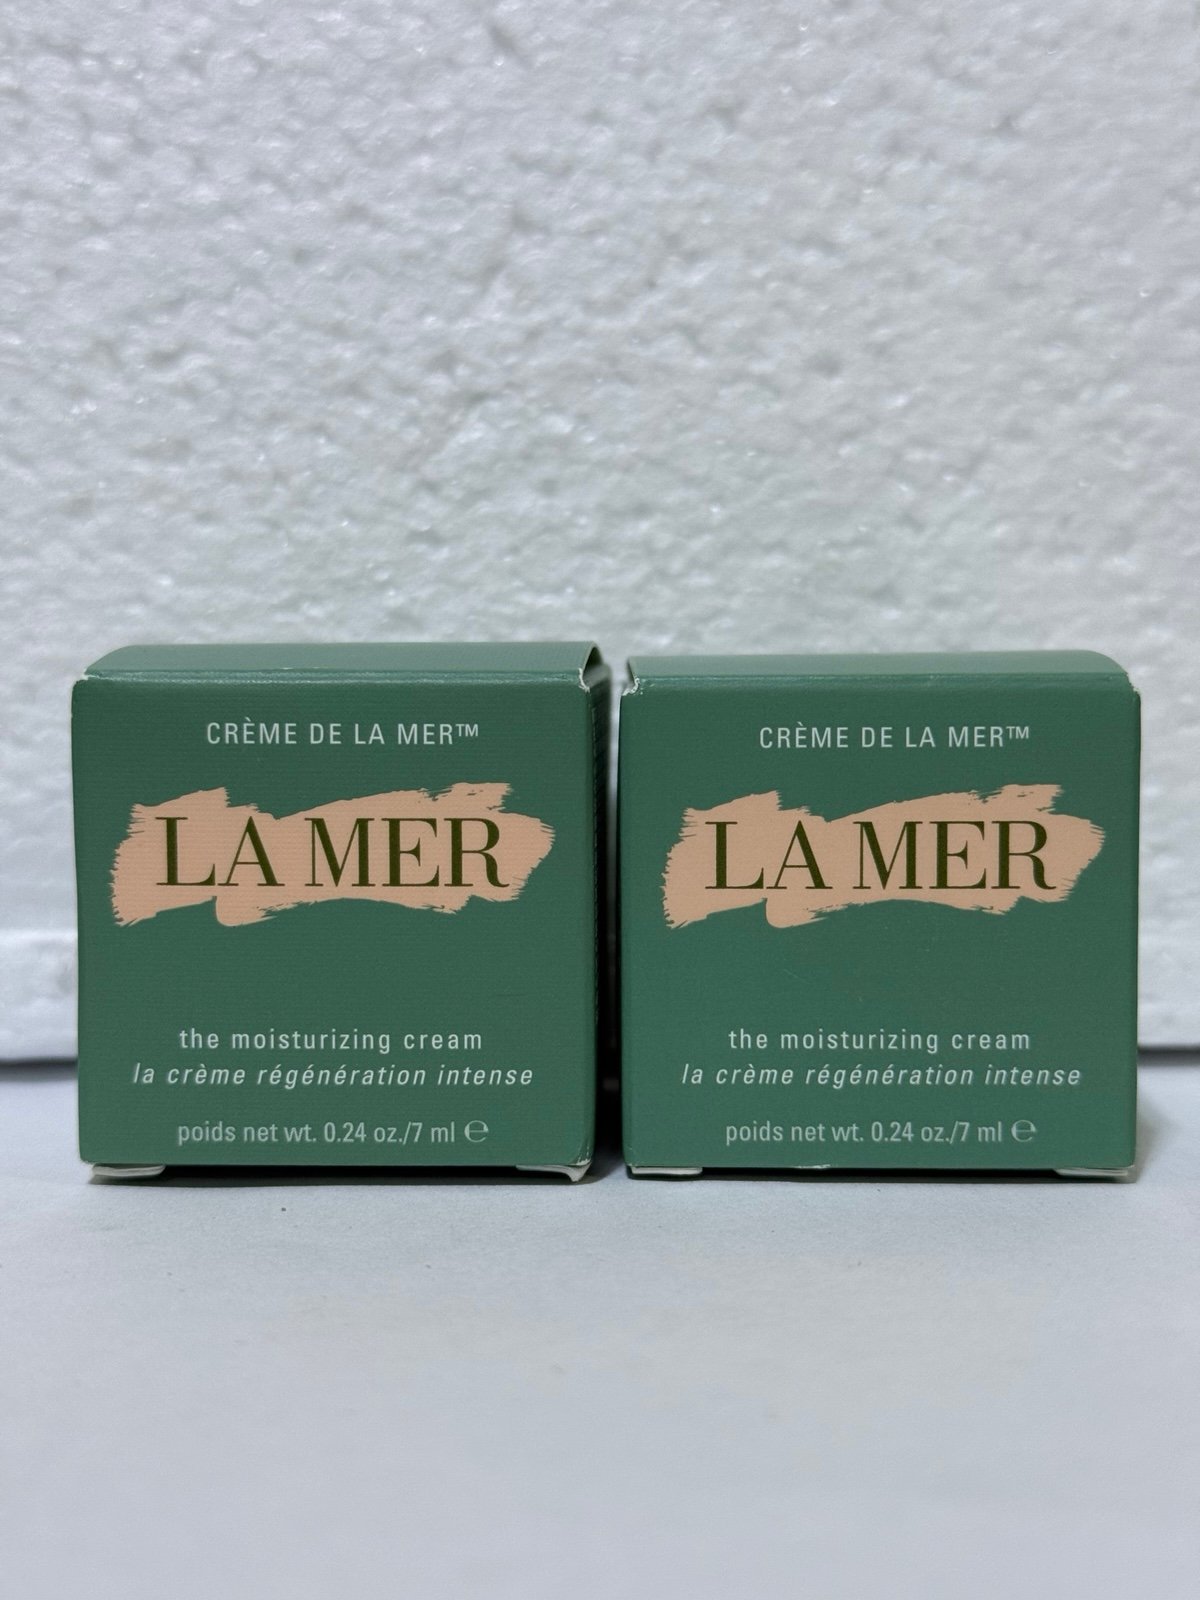 CRÈME DE LA MER™
LA MER
the moisturizing cream
la crème régénération intense
poids net wt. 0.24 oz./7 ml ℮
CRÈME DE LA MER™
LA MER
the moisturizing cream
la crème régénération intense
poids net wt. 0.24 oz./7 ml ℮